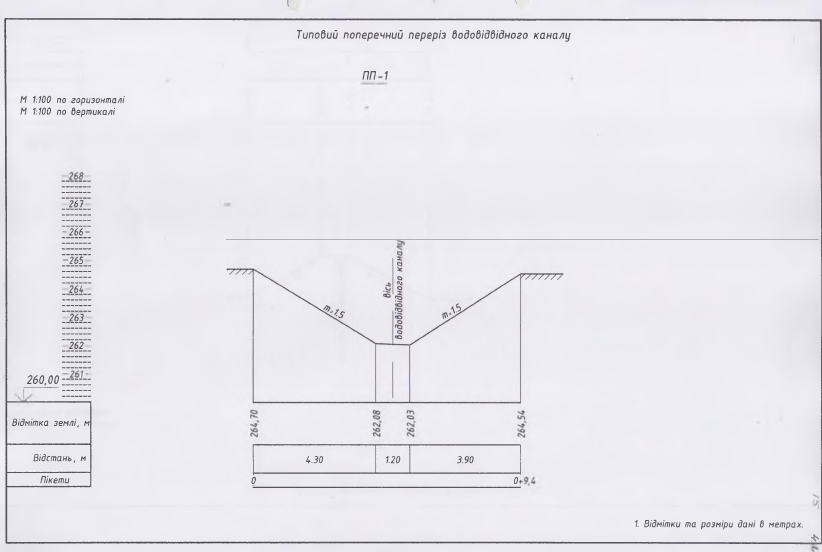 Типовий поперечний переріз водовідвідного каналу
ПП-1
М 1:100 по горизонталі
М 1:100 по вертикалі
268
267
266
265
264
263
262
261
260,00
m=1.5
Вісь
водовідвідного каналу
m=1.5
Відмітка землі, м
264,70
262,08
262,03
264,54
Відстань, м
4.30
1.20
3.90
Пікети
0
0+9,4
1. Відмітки та розміри дані в метрах.
15